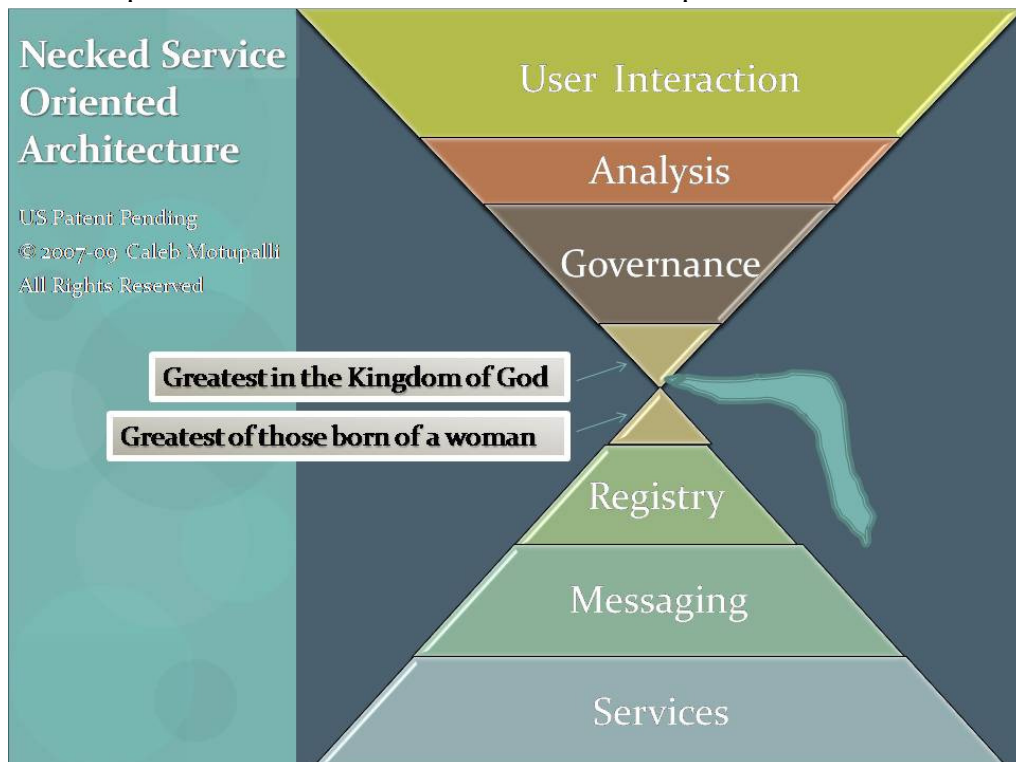 Necked Service
Oriented
Architecture
US Patent Pending
© 2007-09 Caleb Motupalli
All Rights Reserved
User Interaction
Analysis
Governance
Greatest in the Kingdom of God
Greatest of those born of a woman
Registry
Messaging
Services